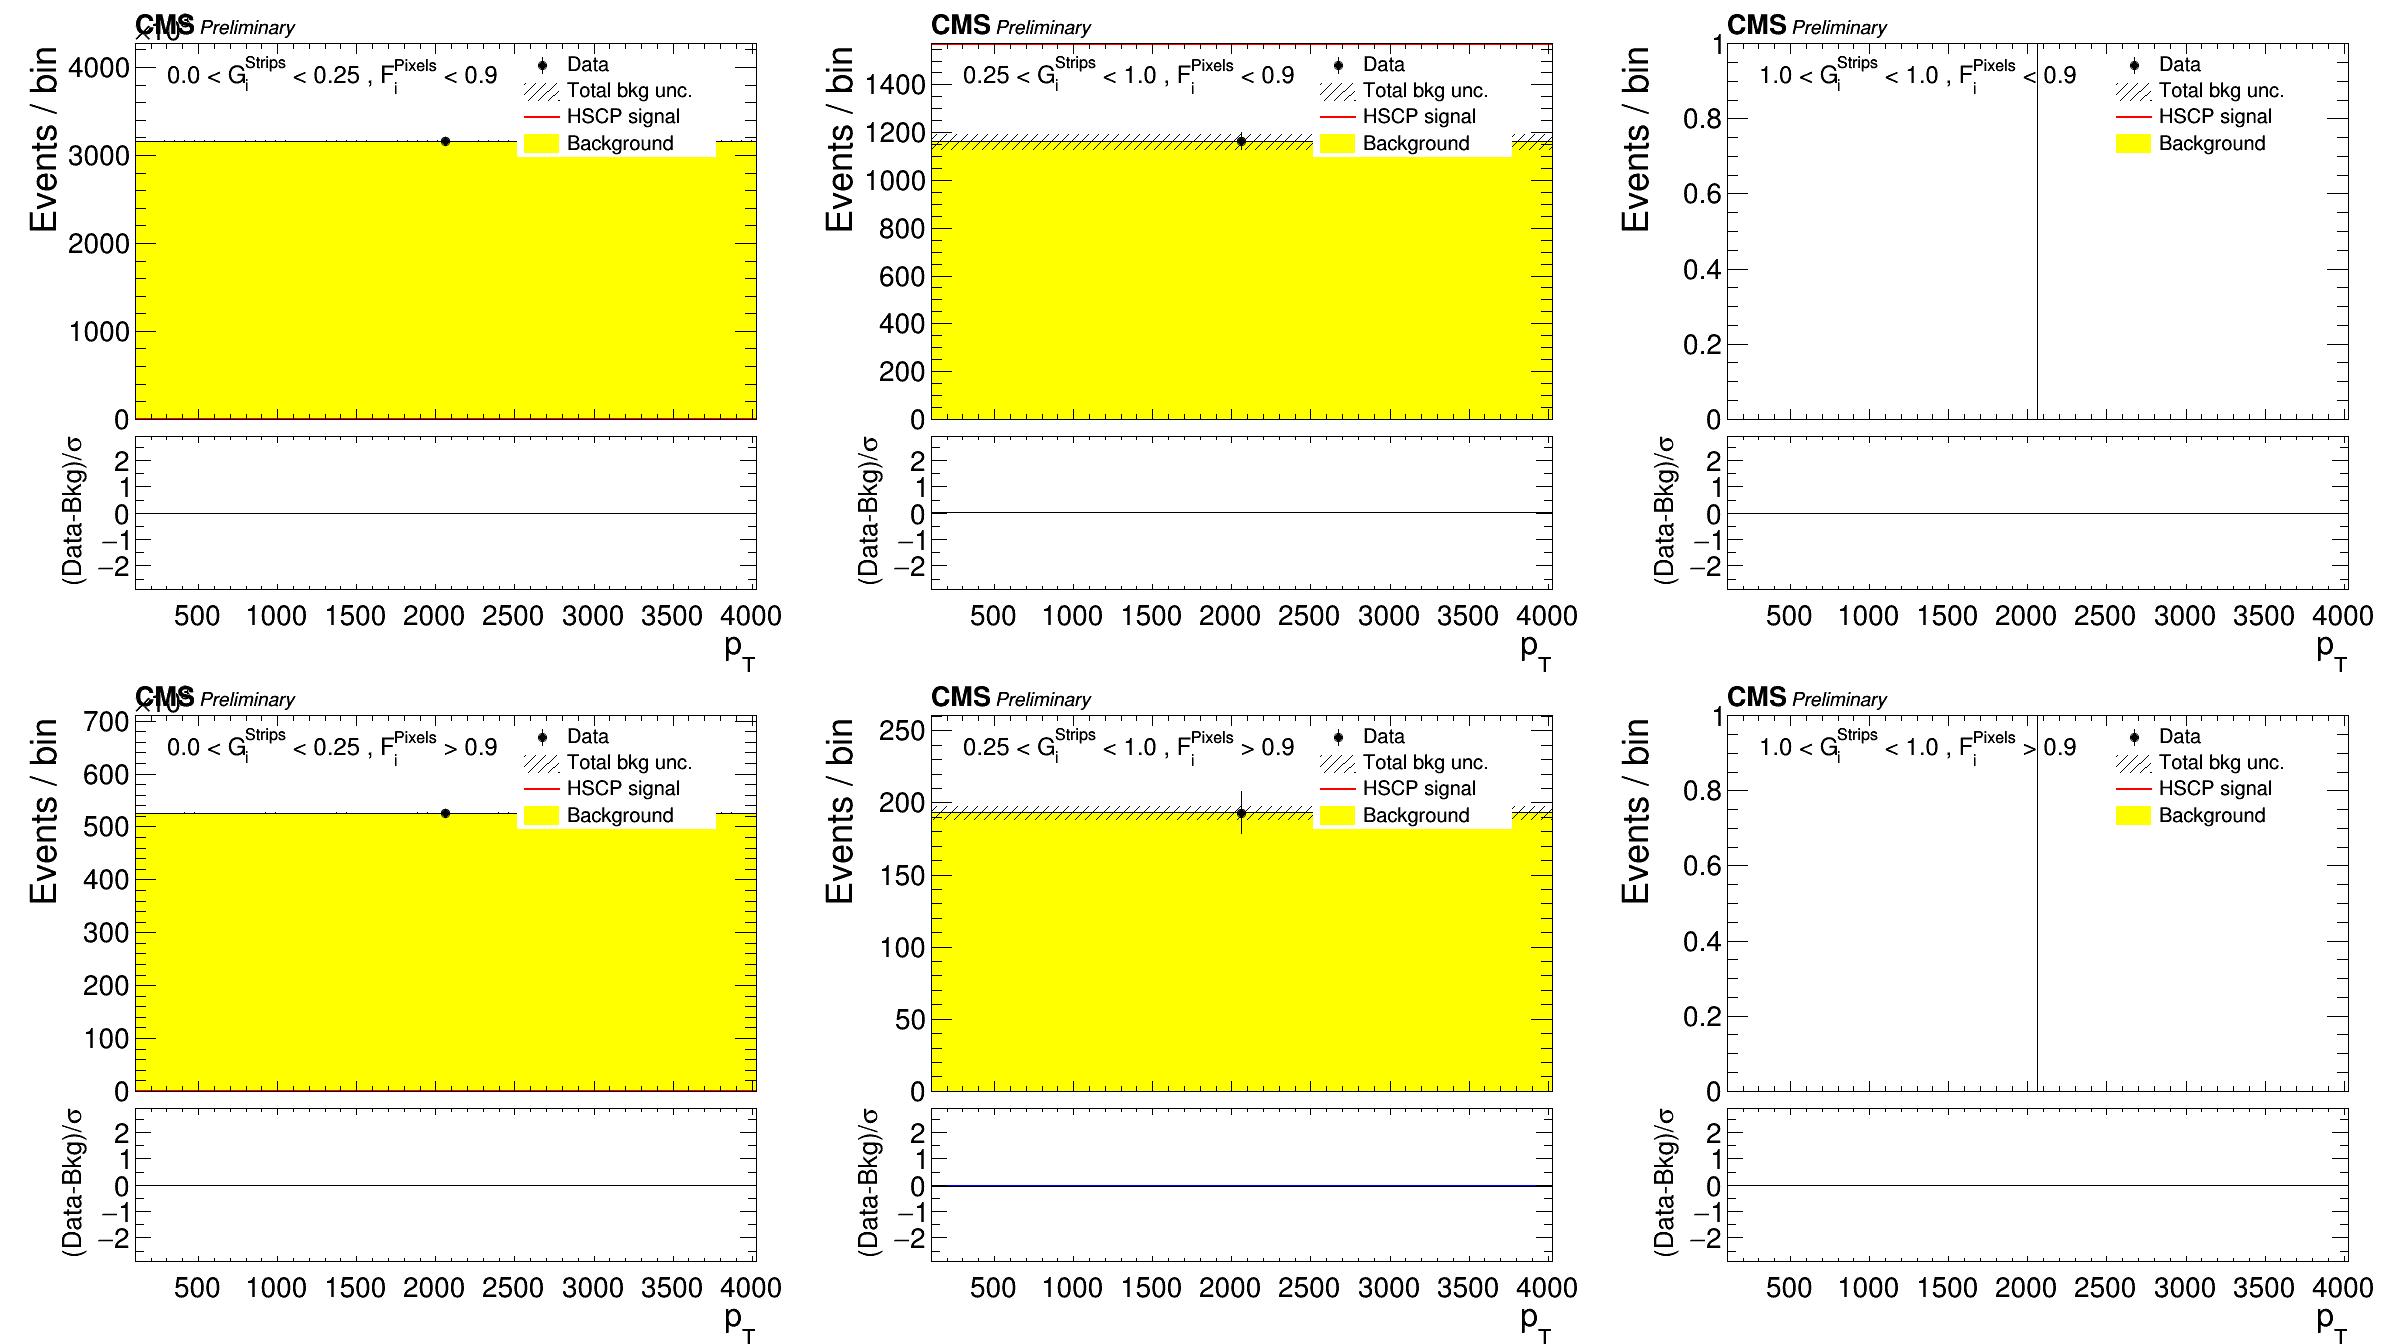 CMS Preliminary
×10³
Events / bin
0.0 < G_i^Strips < 0.25 , F_i^Pixels < 0.9
Data
Total bkg unc.
HSCP signal
Background
4000
3000
2000
1000
0
(Data-Bkg)/σ
2
1
0
−1
−2
500 1000 1500 2000 2500 3000 3500 4000
p_T
CMS Preliminary
Events / bin
0.25 < G_i^Strips < 1.0 , F_i^Pixels < 0.9
Data
Total bkg unc.
HSCP signal
Background
1400
1200
1000
800
600
400
200
0
(Data-Bkg)/σ
2
1
0
−1
−2
500 1000 1500 2000 2500 3000 3500 4000
p_T
CMS Preliminary
Events / bin
1.0 < G_i^Strips < 1.0 , F_i^Pixels < 0.9
Data
Total bkg unc.
HSCP signal
Background
1
0.8
0.6
0.4
0.2
0
(Data-Bkg)/σ
2
1
0
−1
−2
500 1000 1500 2000 2500 3000 3500 4000
p_T
CMS Preliminary
×10³
Events / bin
0.0 < G_i^Strips < 0.25 , F_i^Pixels > 0.9
Data
Total bkg unc.
HSCP signal
Background
700
600
500
400
300
200
100
0
(Data-Bkg)/σ
2
1
0
−1
−2
500 1000 1500 2000 2500 3000 3500 4000
p_T
CMS Preliminary
Events / bin
0.25 < G_i^Strips < 1.0 , F_i^Pixels > 0.9
Data
Total bkg unc.
HSCP signal
Background
250
200
150
100
50
0
(Data-Bkg)/σ
2
1
0
−1
−2
500 1000 1500 2000 2500 3000 3500 4000
p_T
CMS Preliminary
Events / bin
1.0 < G_i^Strips < 1.0 , F_i^Pixels > 0.9
Data
Total bkg unc.
HSCP signal
Background
1
0.8
0.6
0.4
0.2
0
(Data-Bkg)/σ
2
1
0
−1
−2
500 1000 1500 2000 2500 3000 3500 4000
p_T